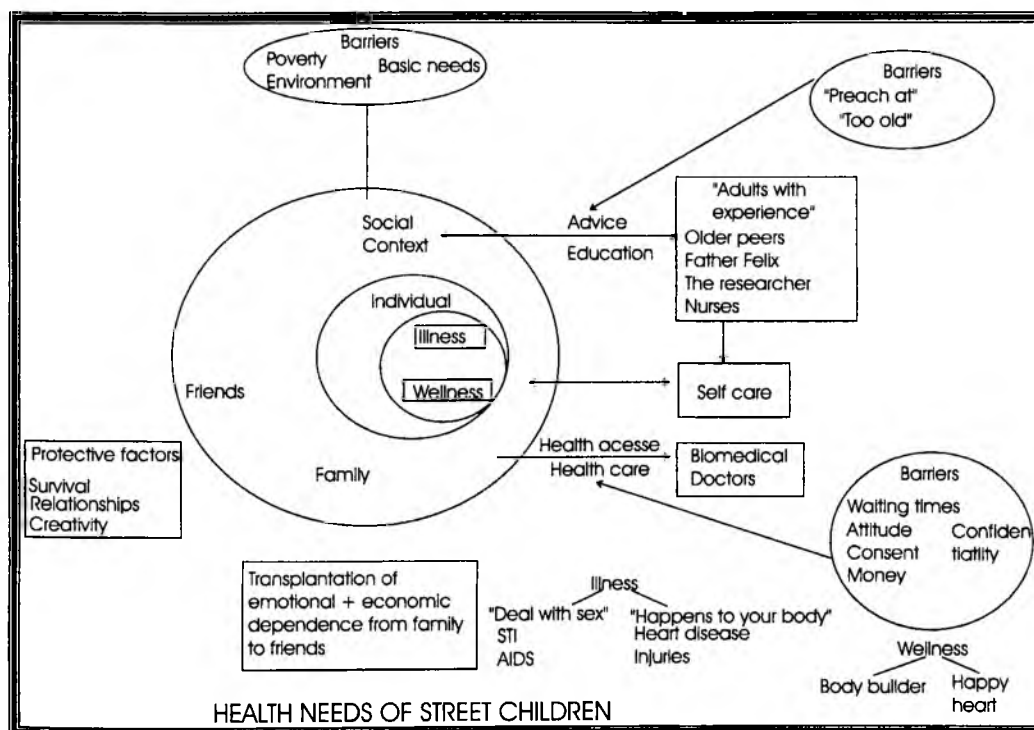 Barriers
Poverty
Basic needs
Environment
Barriers
"Preach at"
"Too old"
Social
Context
Advice
Education
"Adults with
experience"
Older peers
Father Felix
The researcher
Nurses
Individual
Illness
Wellness
Friends
Family
Self care
Health acesse
Health care
Biomedical
Doctors
Protective factors
Survival
Relationships
Creativity
Barriers
Waiting times
Attitude Confiden
Consent tiatlity
Money
Transplantation of
emotional + economic
dependence from family
to friends
Illness
"Deal with sex" "Happens to your body"
STI Heart disease
AIDS Injuries
Wellness
Body builder Happy
heart
HEALTH NEEDS OF STREET CHILDREN